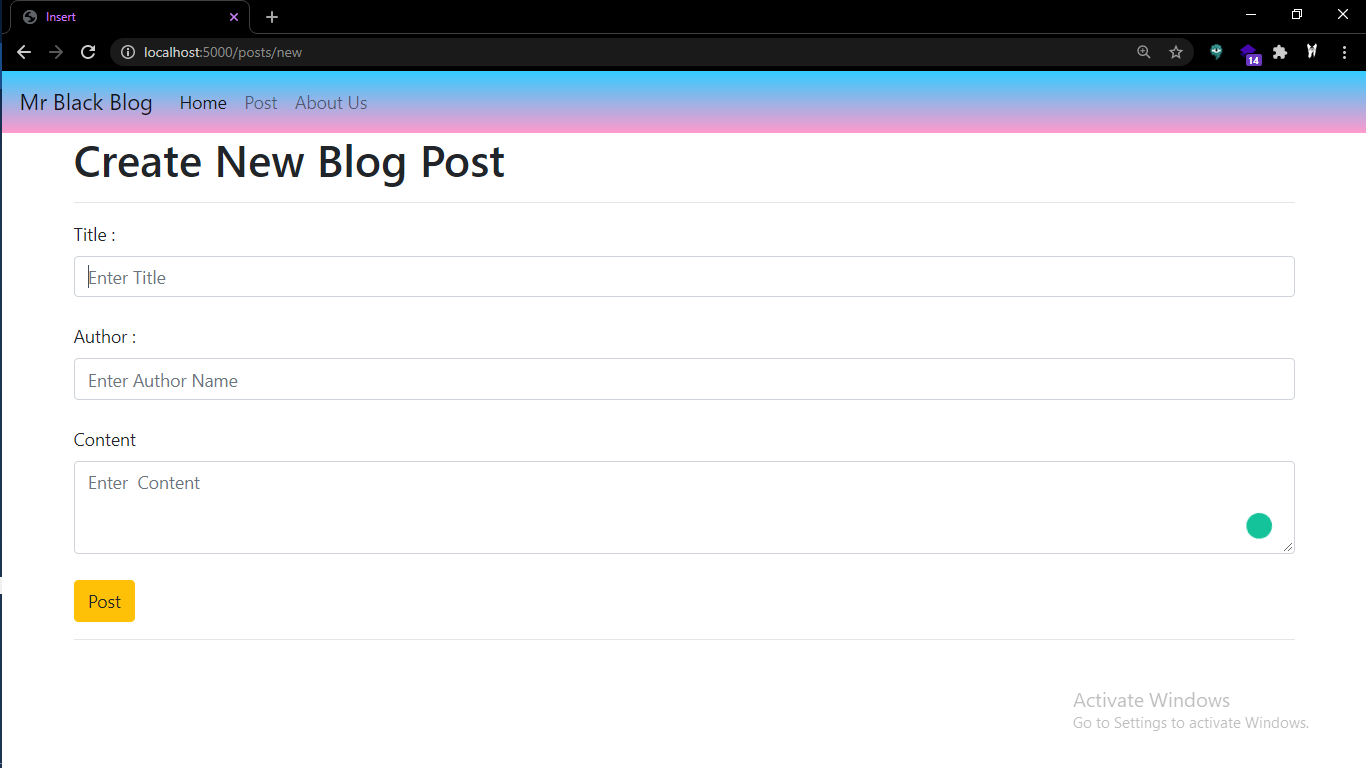 Insert
localhost:5000/posts/new
14
Mr Black Blog Home Post About Us
Create New Blog Post
Title :
Enter Title
Author :
Enter Author Name
Content
Enter  Content
Post
Activate Windows
Go to Settings to activate Windows.